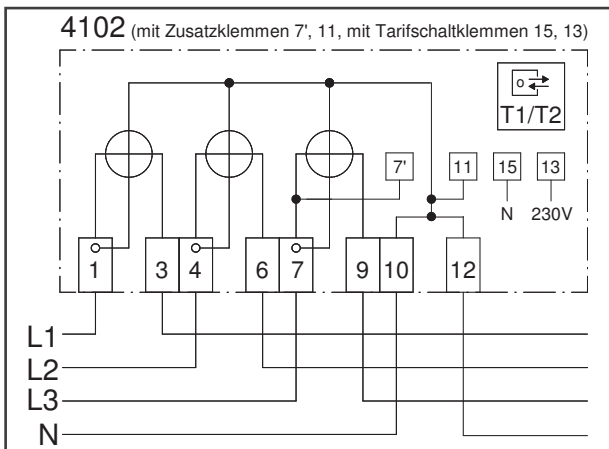 4102 (mit Zusatzklemmen 7', 11, mit Tarifschaltklemmen 15, 13)
T1/T2
7' 11 15 13
N 230V
1 3 4 6 7 9 10 12
L1
L2
L3
N